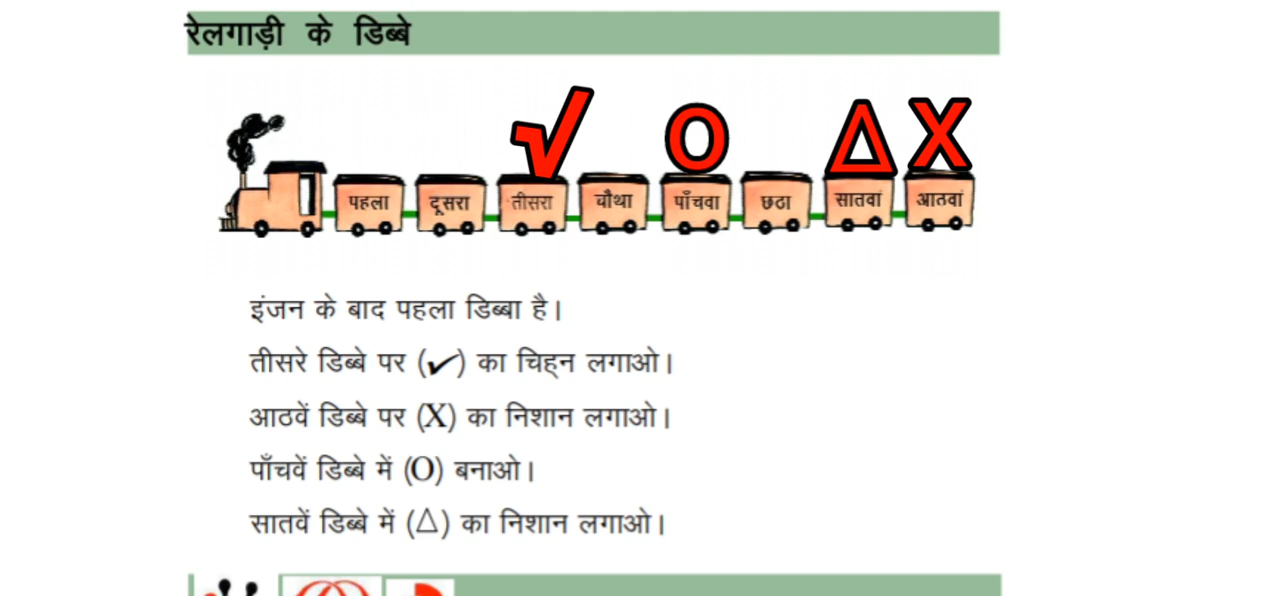 रेलगाड़ी के डिब्बे
√ O Δ X
पहला दूसरा तीसरा चौथा पाँचवा छठा सातवां आठवां
इंजन के बाद पहला डिब्बा है।
तीसरे डिब्बे पर (✔) का चिह्न लगाओ।
आठवें डिब्बे पर (X) का निशान लगाओ।
पाँचवें डिब्बे में (O) बनाओ।
सातवें डिब्बे में (△) का निशान लगाओ।